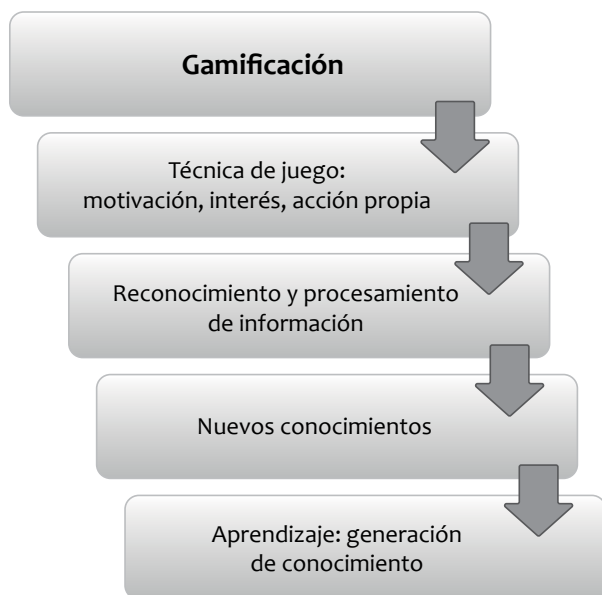 Gamificación
Técnica de juego:
motivación, interés, acción propia
Reconocimiento y procesamiento
de información
Nuevos conocimientos
Aprendizaje: generación
de conocimiento